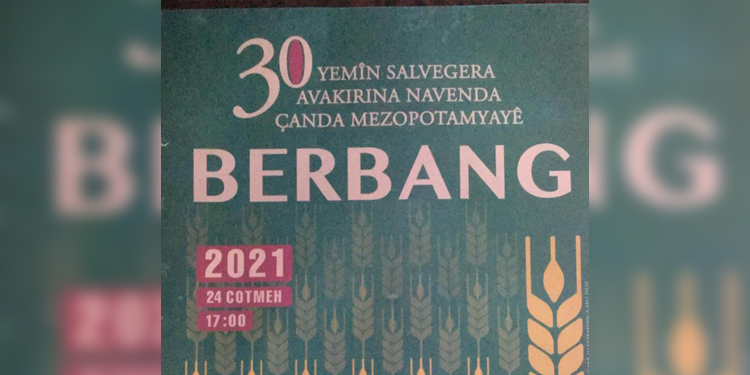 30 YEMÎN SALVEGERA
AVAKIRINA NAVENDA
ÇANDA MEZOPOTAMYAYÊ
BERBANG
2021
24 COTMEH
17:00